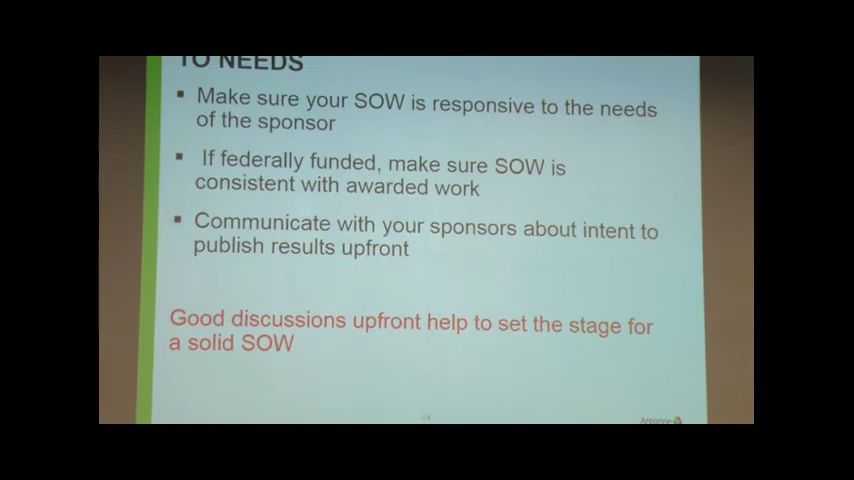 TO NEEDS
▪ Make sure your SOW is responsive to the needs
of the sponsor
▪ If federally funded, make sure SOW is
consistent with awarded work
▪ Communicate with your sponsors about intent to
publish results upfront
Good discussions upfront help to set the stage for
a solid SOW